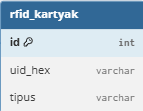 rfid_kartyak
id int
uid_hex varchar
tipus varchar